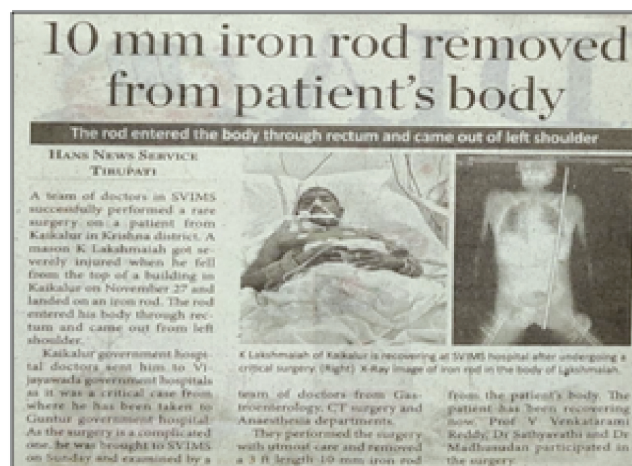 10 mm iron rod removed
from patient's body
The rod entered the body through rectum and came out of left shoulder
HANS NEWS SERVICE
TIRUPATI
A team of doctors in SVIMS
successfully performed a rare
surgery on a patient from
Kaikalur in Krishna district. A
mason K Lakshmaiah got se-
verely injured when he fell
from the top of a building in
Kaikalur on November 27 and
landed on an iron rod. The rod
entered his body through rec-
tum and came out from left
shoulder.
Kaikalur government hospi-
tal doctors sent him to Vi-
jayawada government hospitals
as it was a critical case from
where he has been taken to
Guntur government hospital.
As the surgery is a complicated
one, he was brought to SVIMS
on Sunday and examined by a
K Lakshmaiah of Kaikalur is recovering at SVIMS hospital after undergoing a
critical surgery. (Right) X-Ray image of iron rod in the body of Lakshmaiah.
team of doctors from Gas-
troenterology, CT surgery and
Anaesthesia departments.
They performed the surgery
with utmost care and removed
a 3 ft length 10 mm iron rod
from the patient's body. The
patient has been recovering
now. Prof V Venkatarami
Reddy, Dr Sathyavathi and Dr
Madhusudan participated in
the surgery.